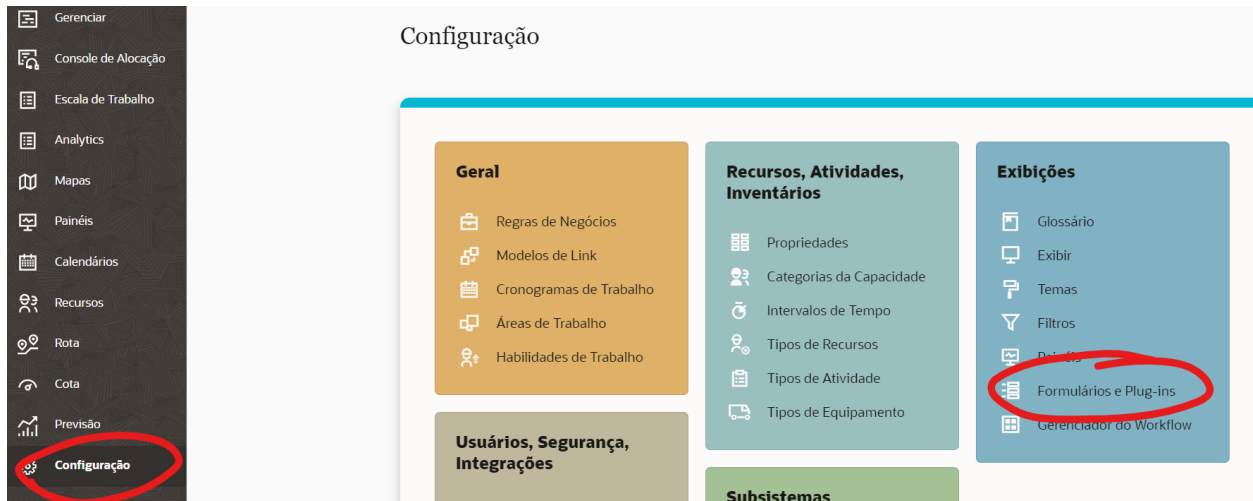 Gerenciar
Console de Alocação
Escala de Trabalho
Analytics
Mapas
Painéis
Calendários
Recursos
Rota
Cota
Previsão
Configuração
Configuração
Geral
Regras de Negócios
Modelos de Link
Cronogramas de Trabalho
Áreas de Trabalho
Habilidades de Trabalho
Usuários, Segurança,
Integrações
Recursos, Atividades,
Inventários
Propriedades
Categorias da Capacidade
Intervalos de Tempo
Tipos de Recursos
Tipos de Atividade
Tipos de Equipamento
Subsistemas
Exibições
Glossário
Exibir
Temas
Filtros
Painéis
Formulários e Plug-ins
Gerenciador do Workflow